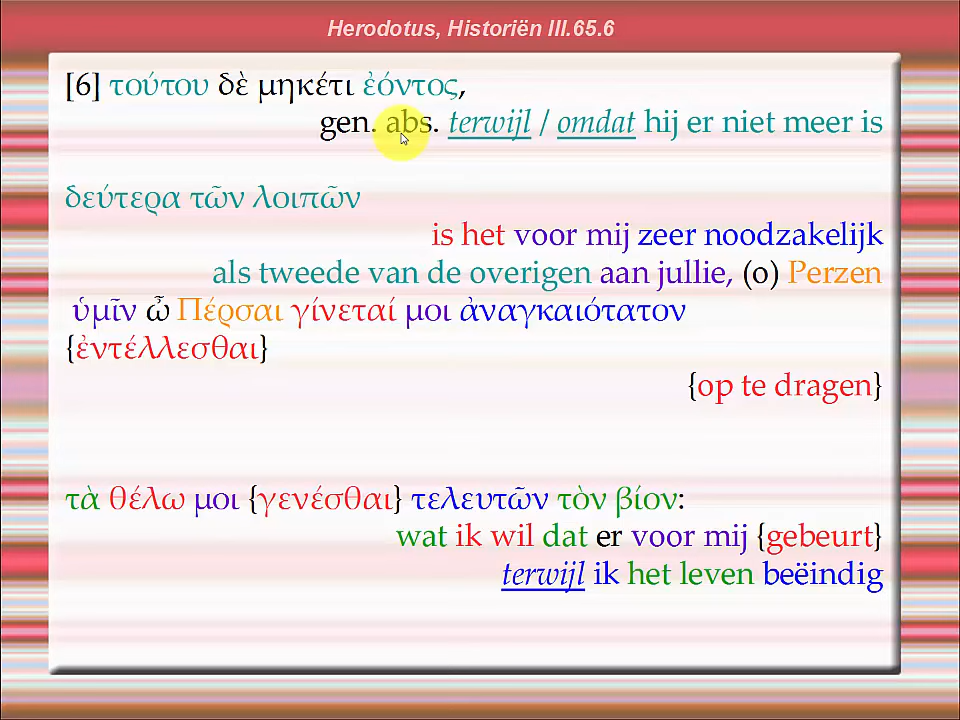 Herodotus, Historiën III.65.6
[6] τούτου δὲ μηκέτι ἐόντος,
gen. abs. terwijl / omdat hij er niet meer is
δεύτερα τῶν λοιπῶν
is het voor mij zeer noodzakelijk
als tweede van de overigen aan jullie, (o) Perzen
ὑμῖν ὦ Πέρσαι γίνεταί μοι ἀναγκαιότατον
{ἐντέλλεσθαι}
{op te dragen}
τὰ θέλω μοι {γενέσθαι} τελευτῶν τὸν βίον:
wat ik wil dat er voor mij {gebeurt}
terwijl ik het leven beëindig